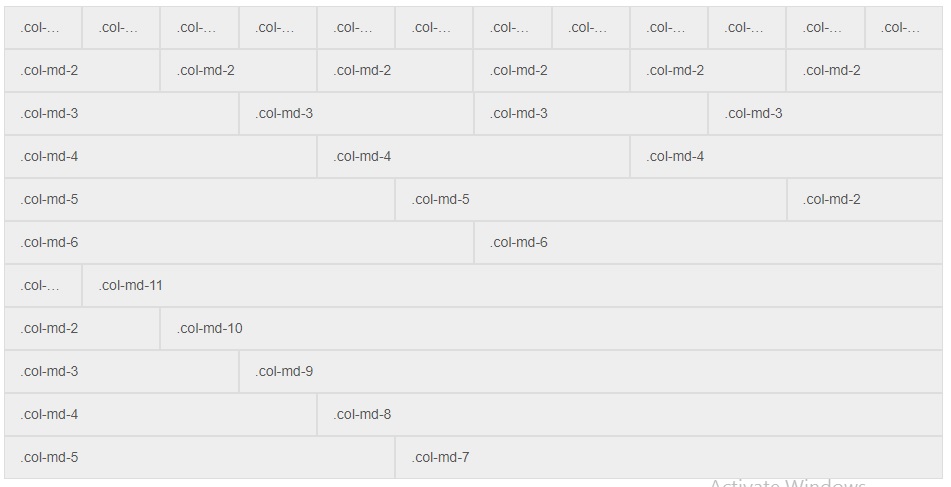 .col-... .col-... .col-... .col-... .col-... .col-... .col-... .col-... .col-... .col-... .col-... .col-...
.col-md-2 .col-md-2 .col-md-2 .col-md-2 .col-md-2 .col-md-2
.col-md-3 .col-md-3 .col-md-3 .col-md-3
.col-md-4 .col-md-4 .col-md-4
.col-md-5 .col-md-5 .col-md-2
.col-md-6 .col-md-6
.col-... .col-md-11
.col-md-2 .col-md-10
.col-md-3 .col-md-9
.col-md-4 .col-md-8
.col-md-5 .col-md-7
Activate Windows